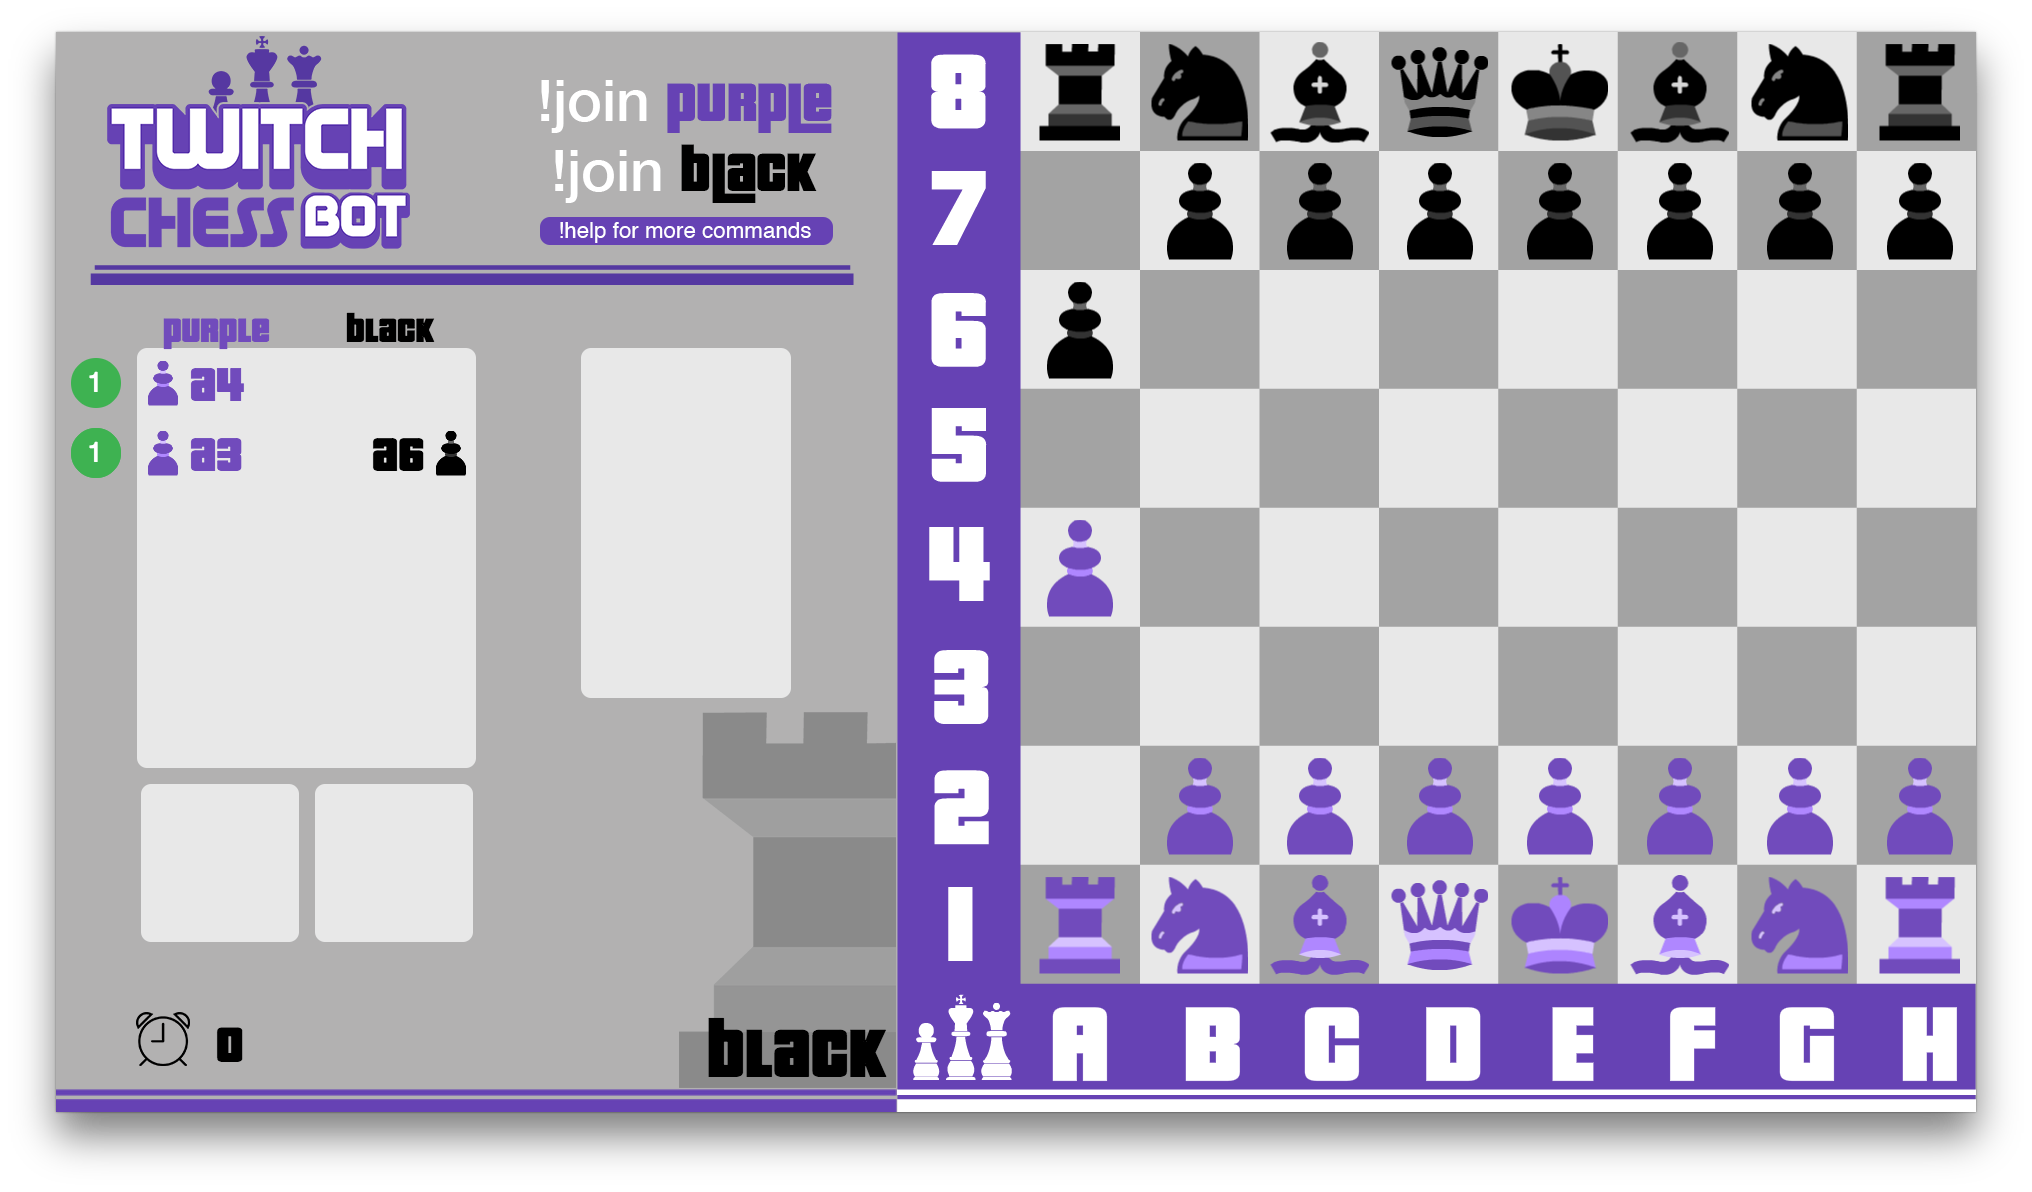 TWITCH
CHESS BOT
!join PURPLE
!join BLACK
!help for more commands
PURPLE BLACK
1 a4
1 a3 a6
0
BLACK
8
7
6
5
4
3
2
1
A B C D E F G H